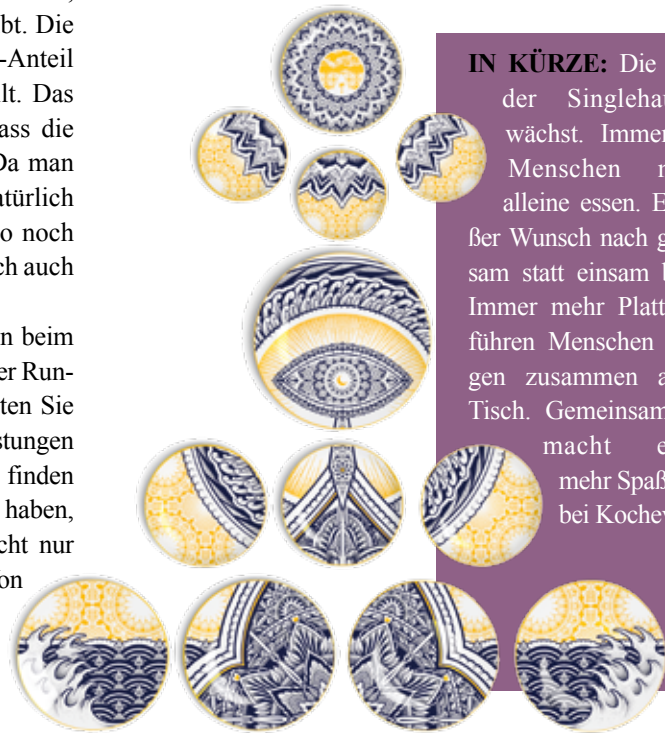 bt. Die
-Anteil
lt. Das
ass die
Da man
atürlich
o noch
ch auch
n beim
er Run-
ten Sie
stungen
finden
haben,
cht nur
on
IN KÜRZE: Die
der Singlehau
wächst. Immer
Menschen
alleine essen. E
ßer Wunsch nach g
sam statt einsam b
Immer mehr Platt
führen Menschen
gen zusammen a
Tisch. Gemeinsam
macht e
mehr Spaß
bei Kochev